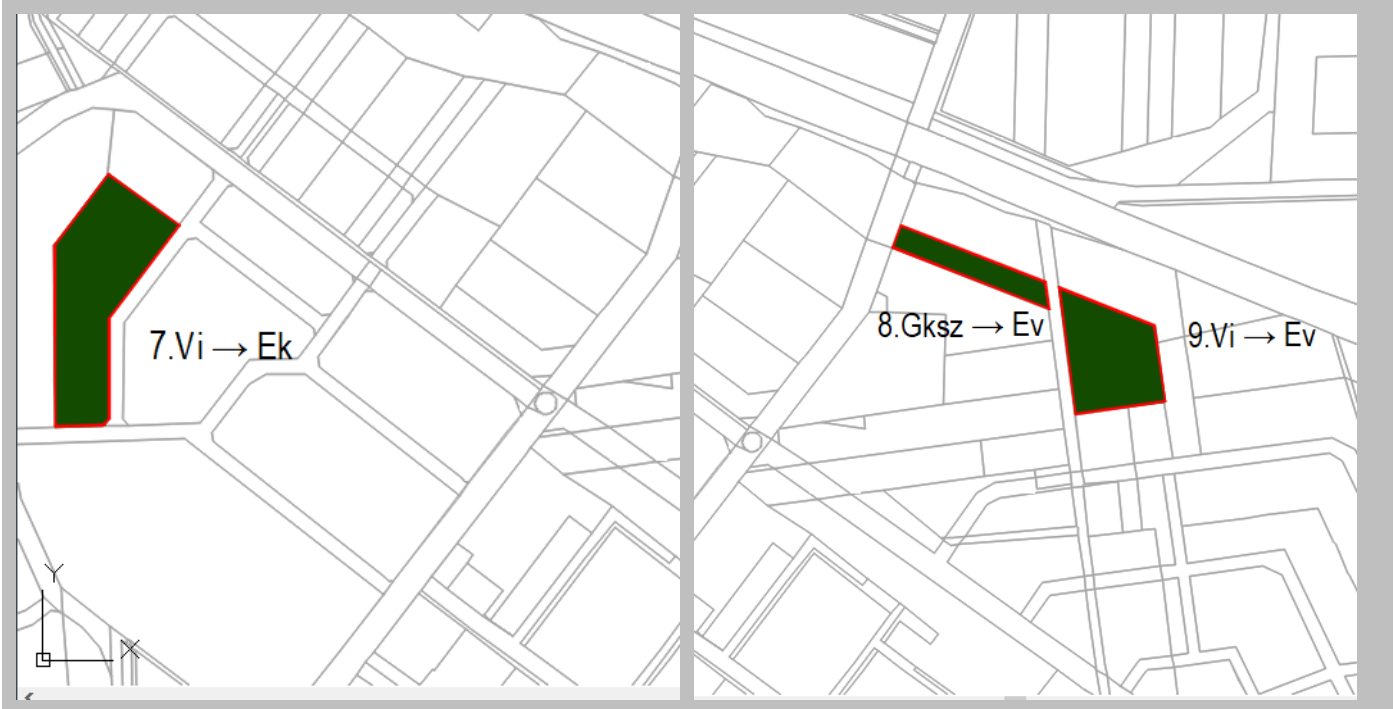 7.Vi → Ek
Y
X
8.Gksz → Ev
9.Vi → Ev